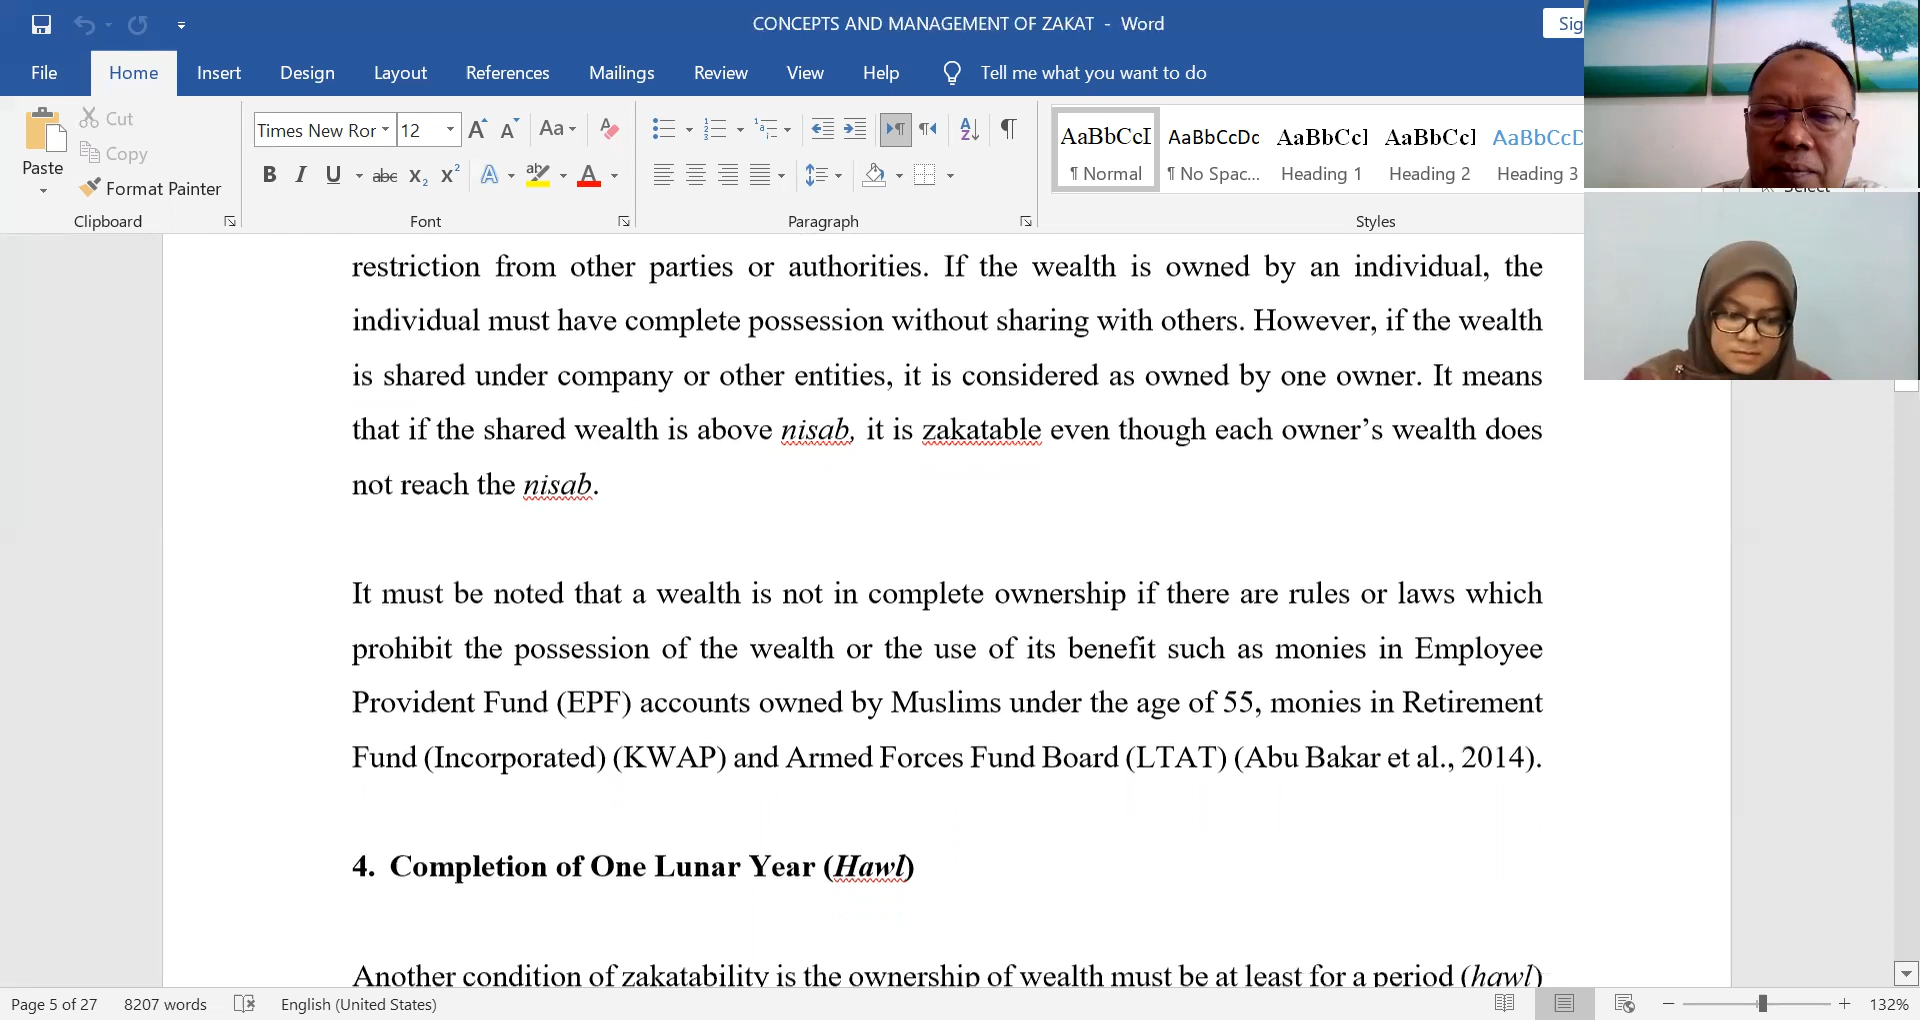 CONCEPTS AND MANAGEMENT OF ZAKAT - Word
Sig
File Home Insert Design Layout References Mailings Review View Help Tell me what you want to do
Paste
Cut
Copy
Format Painter
Clipboard
Times New Ror 12
Font
Paragraph
AaBbCcI AaBbCcDc AaBbCcI AaBbCcI AaBbCcD
¶ Normal ¶ No Spac... Heading 1 Heading 2 Heading 3
Styles
Select
restriction from other parties or authorities. If the wealth is owned by an individual, the
individual must have complete possession without sharing with others. However, if the wealth
is shared under company or other entities, it is considered as owned by one owner. It means
that if the shared wealth is above nisab, it is zakatable even though each owner’s wealth does
not reach the nisab.
It must be noted that a wealth is not in complete ownership if there are rules or laws which
prohibit the possession of the wealth or the use of its benefit such as monies in Employee
Provident Fund (EPF) accounts owned by Muslims under the age of 55, monies in Retirement
Fund (Incorporated) (KWAP) and Armed Forces Fund Board (LTAT) (Abu Bakar et al., 2014).
4. Completion of One Lunar Year (Hawl)
Another condition of zakatability is the ownership of wealth must be at least for a period (hawl)
Page 5 of 27 8207 words English (United States) 132%